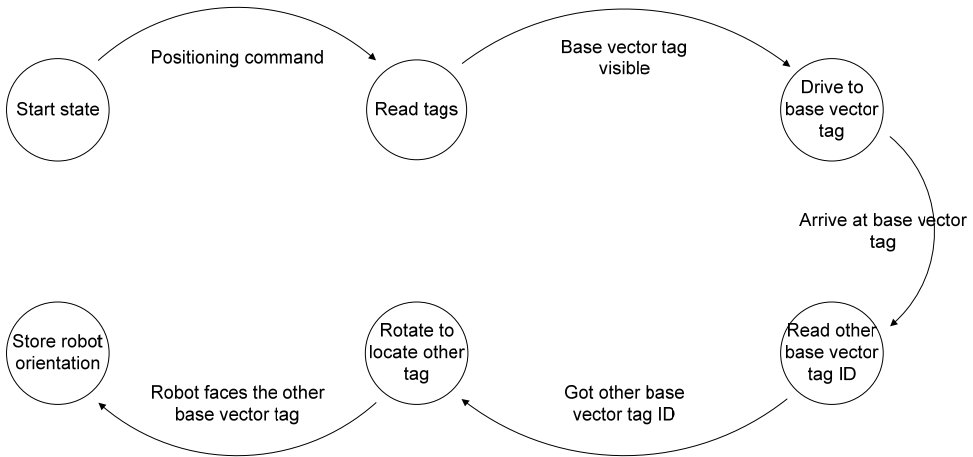 Positioning command
Base vector tag
visible
Start state
Read tags
Drive to
base vector
tag
Arrive at base vector
tag
Store robot
orientation
Rotate to
locate other
tag
Read other
base vector
tag ID
Robot faces the other
base vector tag
Got other base
vector tag ID